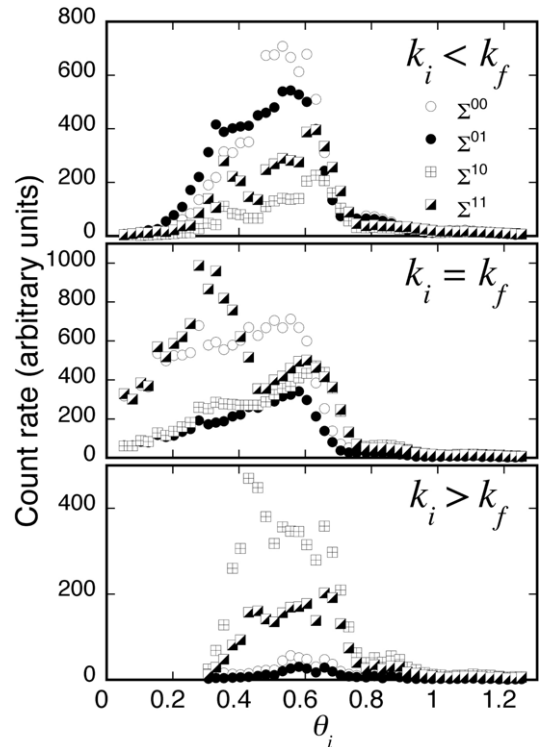 800
600
400
200
0
k_i < k_f
Σ^00
Σ^01
Σ^10
Σ^11
1000
800
600
400
200
0
k_i = k_f
400
200
0
k_i > k_f
0 0.2 0.4 0.6 0.8 1 1.2
θ_i
Count rate (arbitrary units)